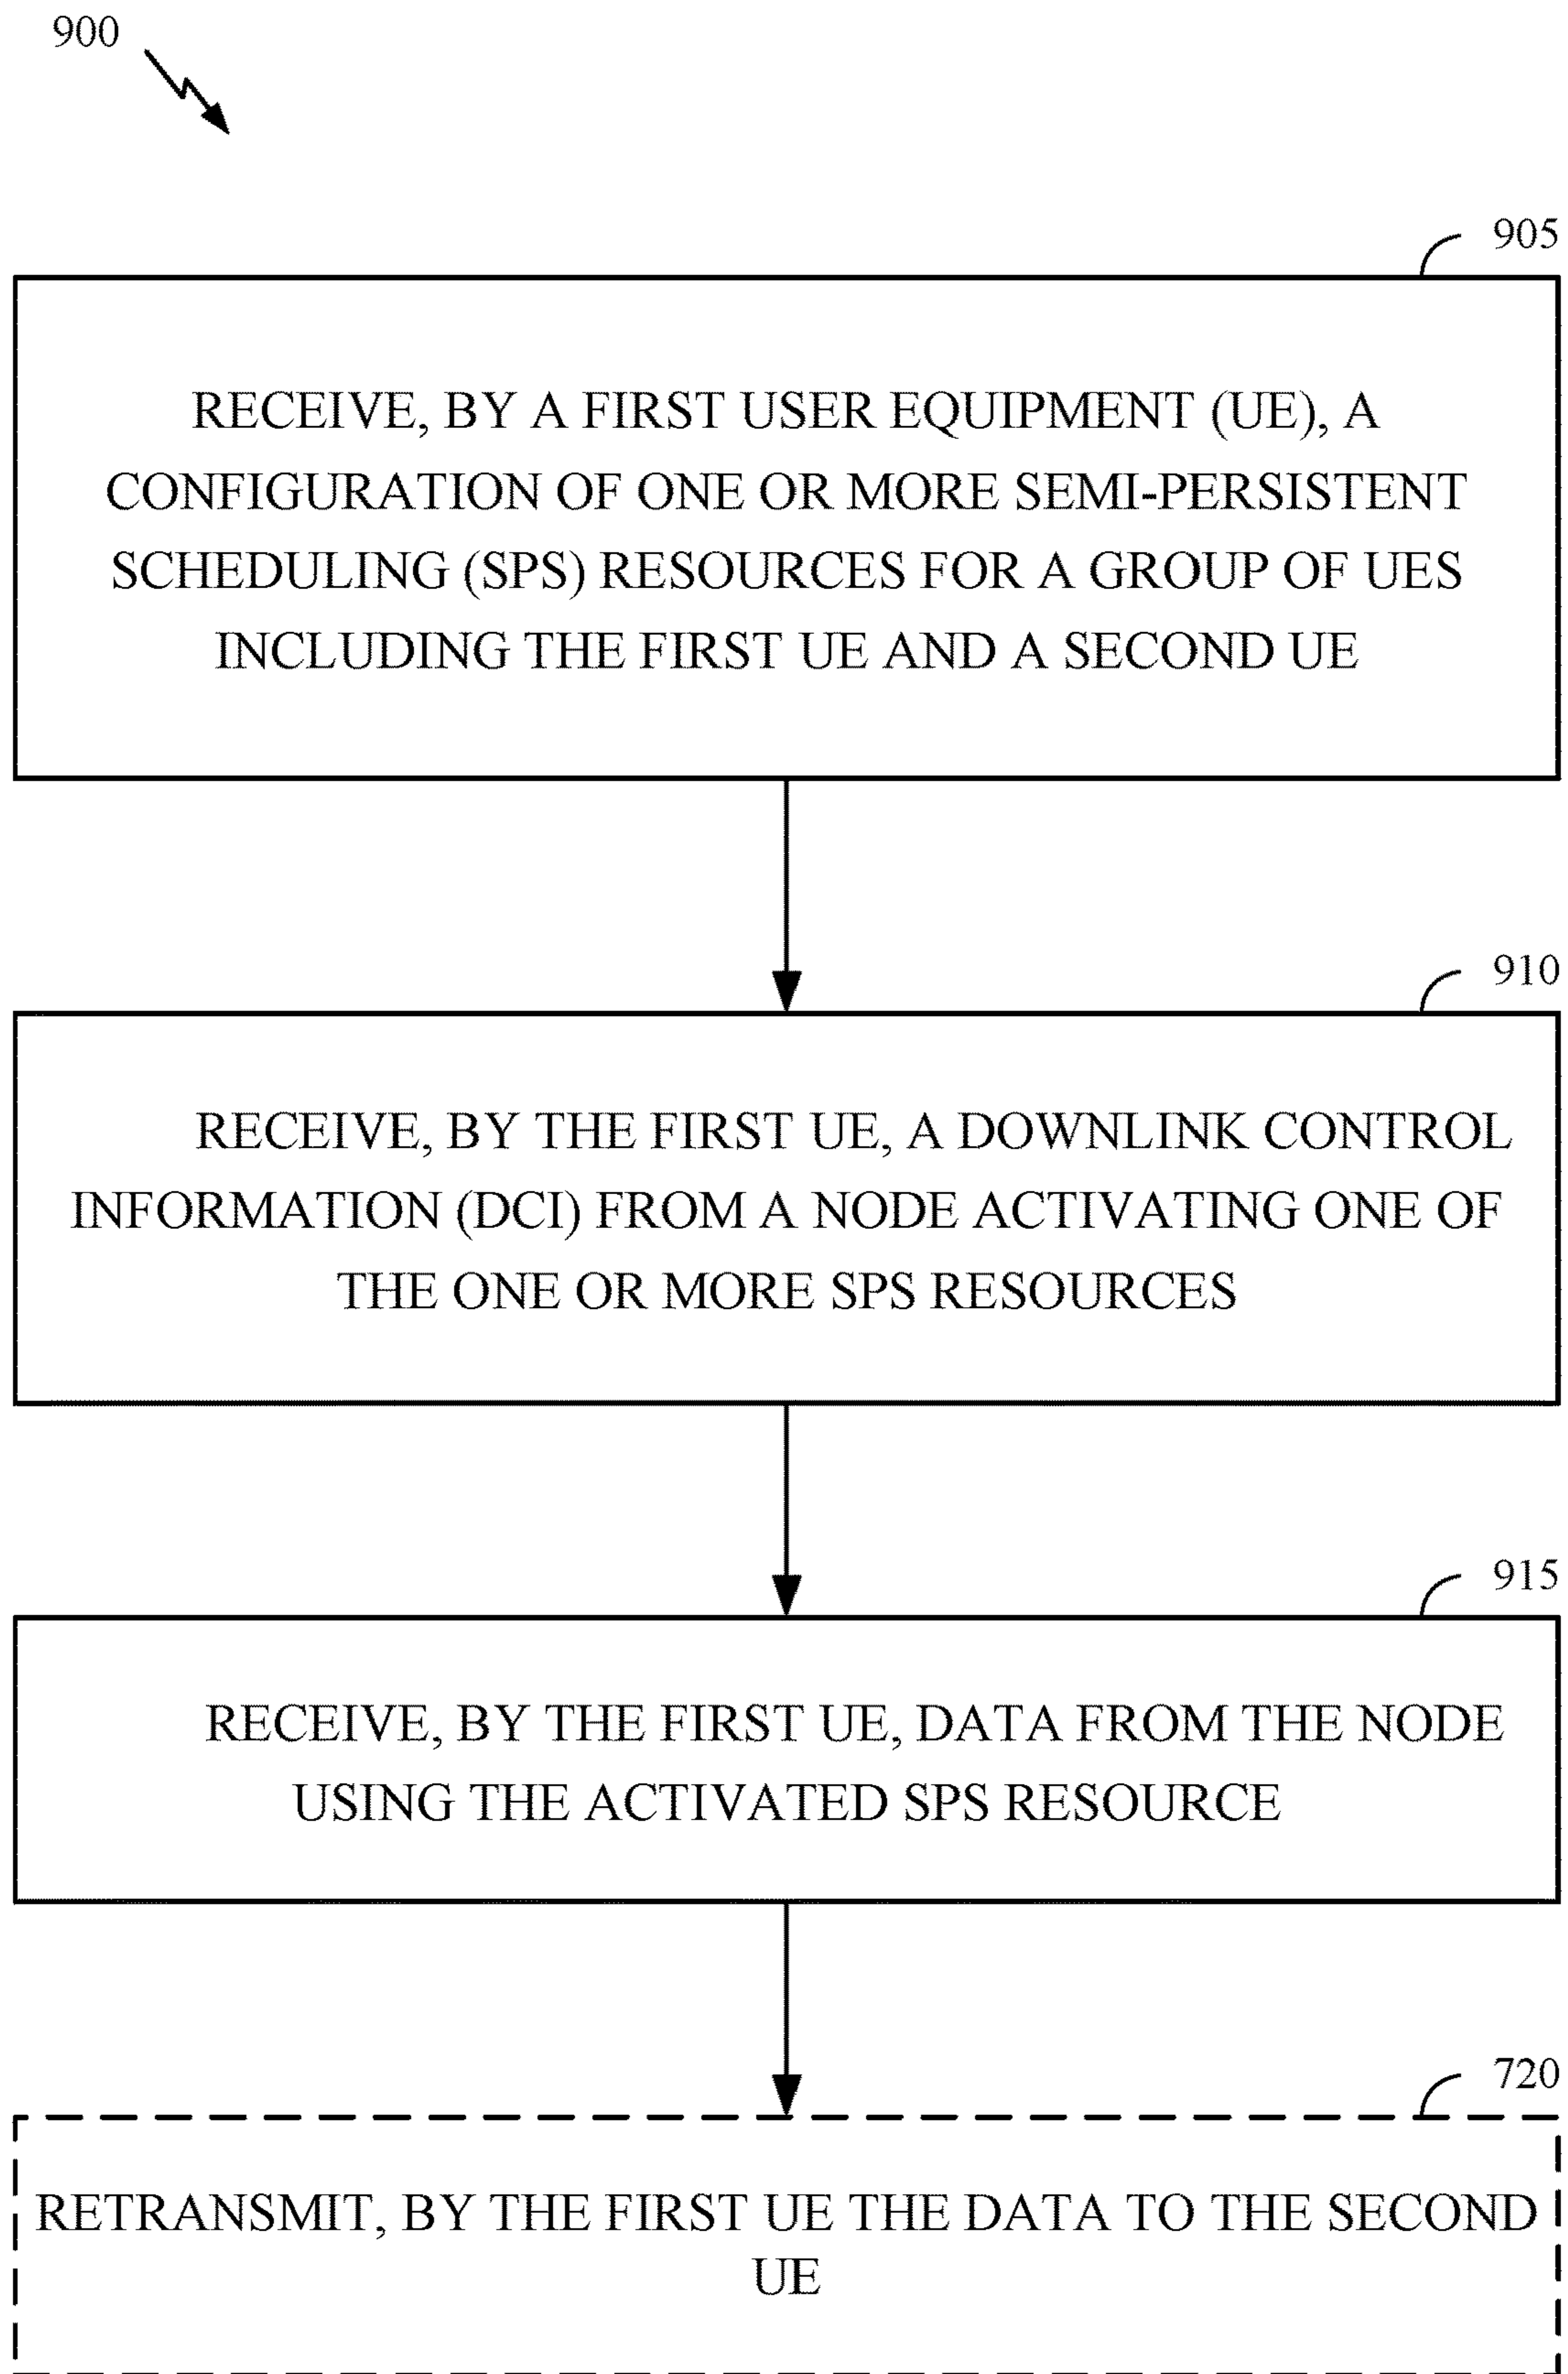 900
905
RECEIVE, BY A FIRST USER EQUIPMENT (UE), A
CONFIGURATION OF ONE OR MORE SEMI-PERSISTENT
SCHEDULING (SPS) RESOURCES FOR A GROUP OF UES
INCLUDING THE FIRST UE AND A SECOND UE
910
RECEIVE, BY THE FIRST UE, A DOWNLINK CONTROL
INFORMATION (DCI) FROM A NODE ACTIVATING ONE OF
THE ONE OR MORE SPS RESOURCES
915
RECEIVE, BY THE FIRST UE, DATA FROM THE NODE
USING THE ACTIVATED SPS RESOURCE
720
RETRANSMIT, BY THE FIRST UE THE DATA TO THE SECOND
UE